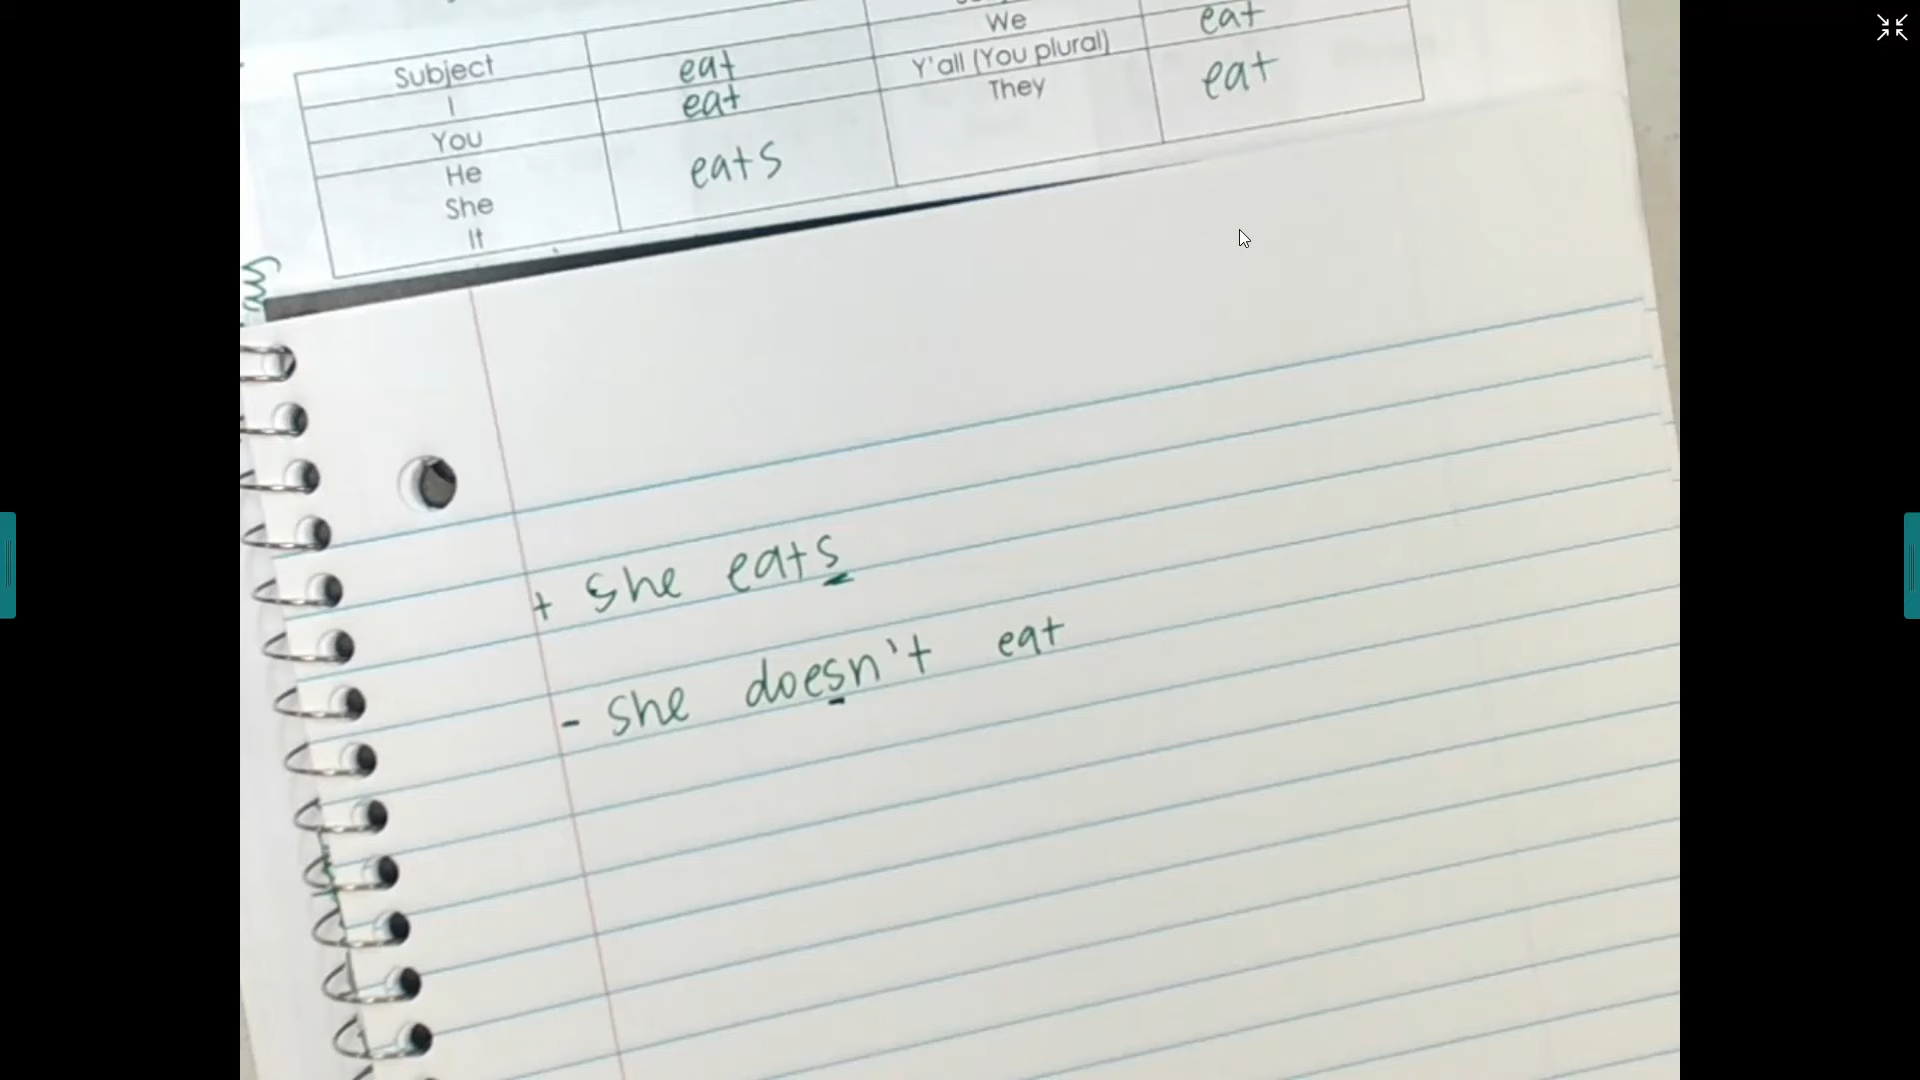 We eat
Subject eat Y'all (You plural) eat
I eat They
You
He eats
She
It
+ she eats
- she doesn't eat